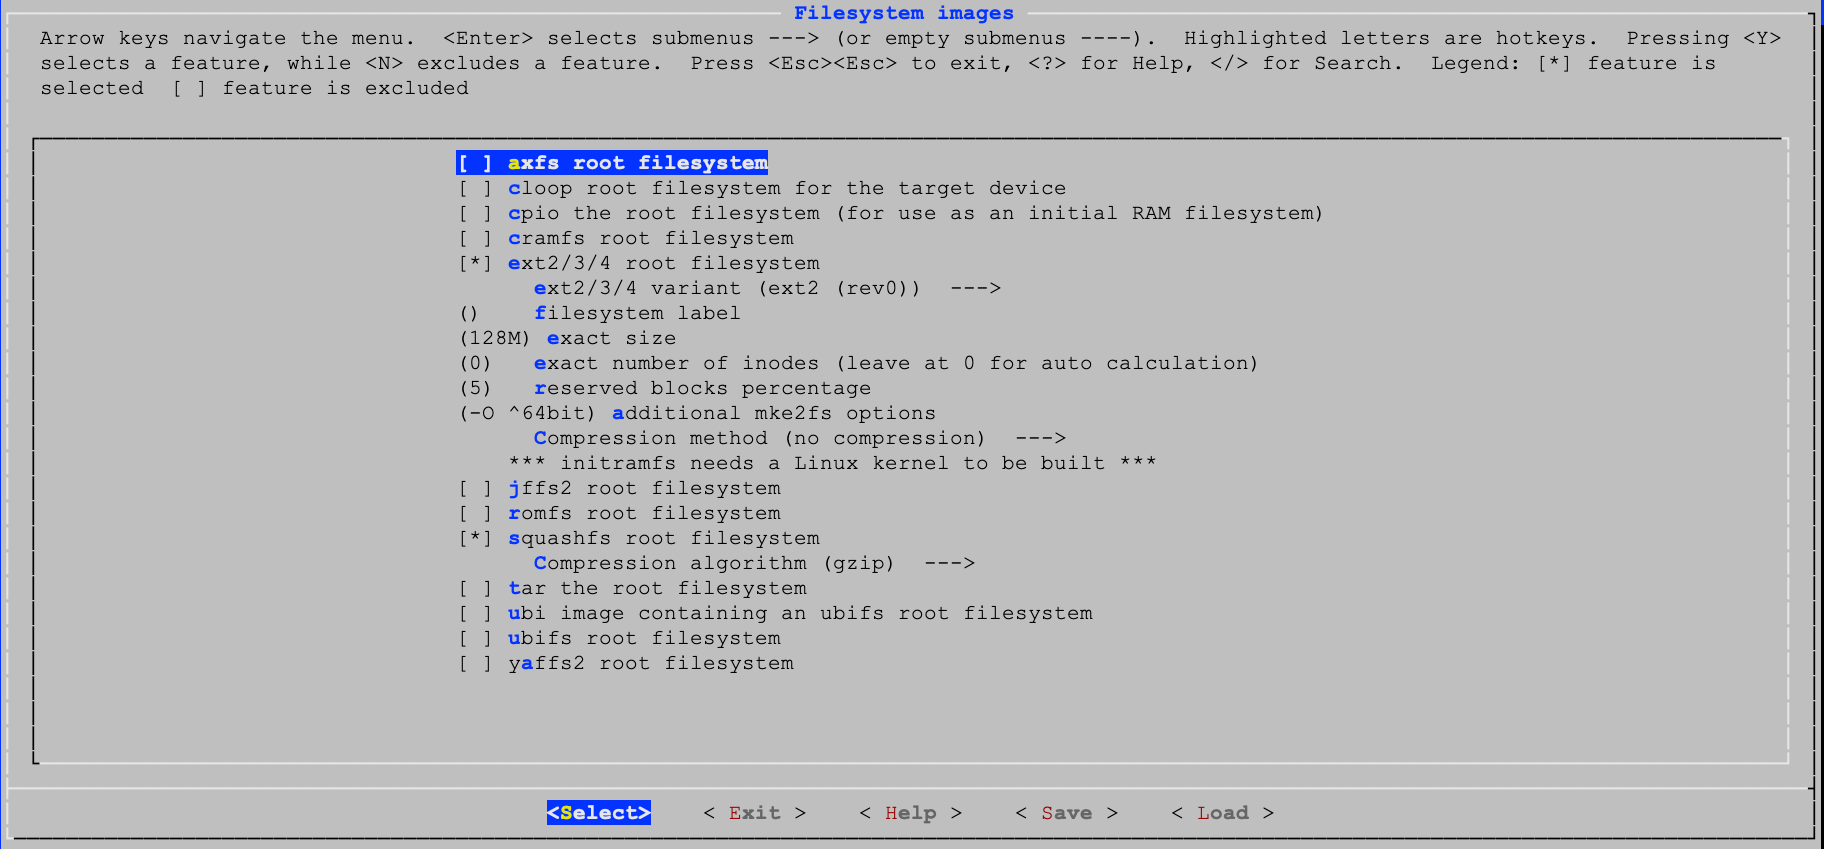 Filesystem images
Arrow keys navigate the menu.  <Enter> selects submenus ---> (or empty submenus ----).  Highlighted letters are hotkeys.  Pressing <Y>
selects a feature, while <N> excludes a feature.  Press <Esc><Esc> to exit, <?> for Help, </> for Search.  Legend: [*] feature is
selected  [ ] feature is excluded
[ ] axfs root filesystem
[ ] cloop root filesystem for the target device
[ ] cpio the root filesystem (for use as an initial RAM filesystem)
[ ] cramfs root filesystem
[*] ext2/3/4 root filesystem
ext2/3/4 variant (ext2 (rev0))  --->
()    filesystem label
(128M) exact size
(0)   exact number of inodes (leave at 0 for auto calculation)
(5)   reserved blocks percentage
(-O ^64bit) additional mke2fs options
Compression method (no compression)  --->
*** initramfs needs a Linux kernel to be built ***
[ ] jffs2 root filesystem
[ ] romfs root filesystem
[*] squashfs root filesystem
Compression algorithm (gzip)  --->
[ ] tar the root filesystem
[ ] ubi image containing an ubifs root filesystem
[ ] ubifs root filesystem
[ ] yaffs2 root filesystem
<Select>    < Exit >    < Help >    < Save >    < Load >